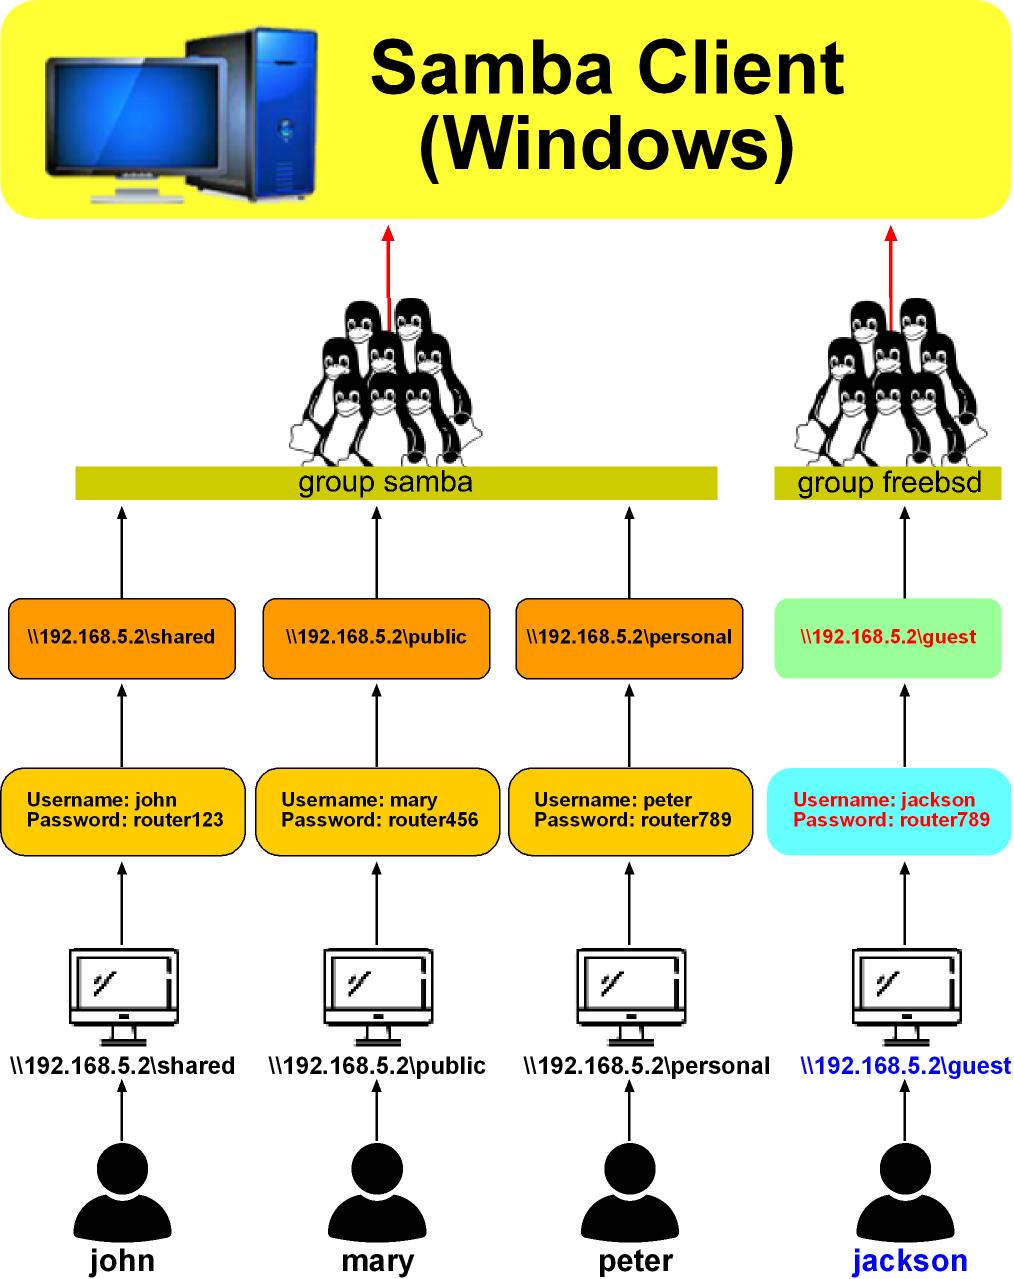 Samba Client
(Windows)
group samba
group freebsd
\\192.168.5.2\shared
\\192.168.5.2\public
\\192.168.5.2\personal
\\192.168.5.2\guest
Username: john
Password: router123
Username: mary
Password: router456
Username: peter
Password: router789
Username: jackson
Password: router789
\\192.168.5.2\shared
\\192.168.5.2\public
\\192.168.5.2\personal
\\192.168.5.2\guest
john
mary
peter
jackson